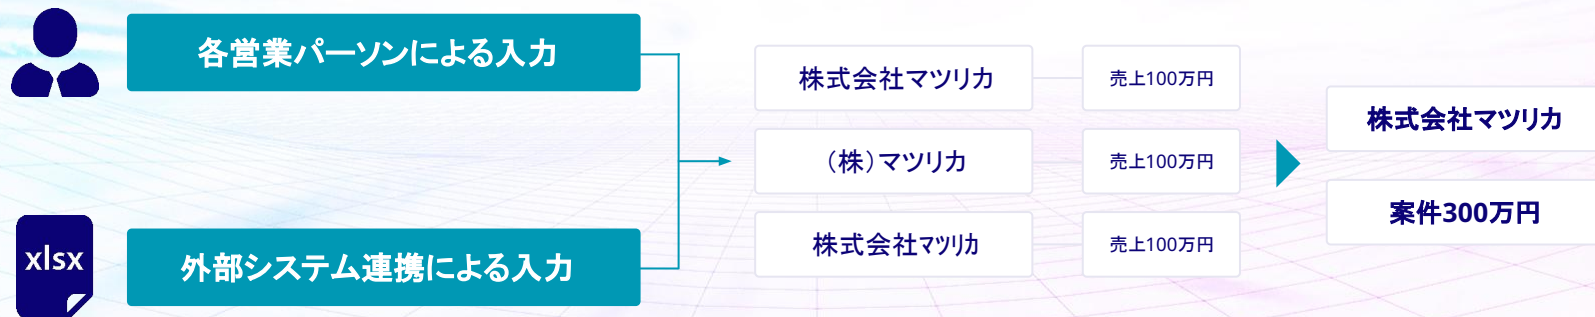 各営業パーソンによる入力
xlsx
外部システム連携による入力
株式会社マツリカ
売上100万円
（株）マツリカ
売上100万円
株式会社ﾏﾂﾘｶ
売上100万円
株式会社マツリカ
案件300万円